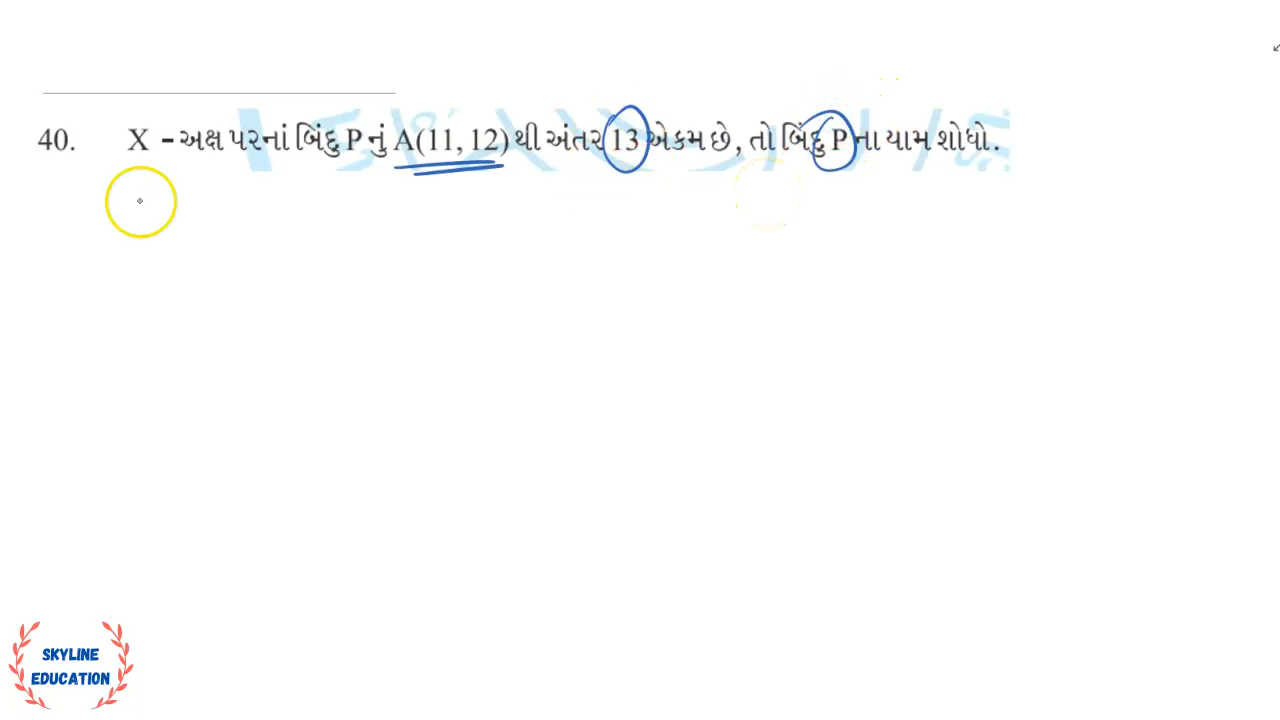 40. X - અક્ષ પરનાં બિંદુ P નું A(11, 12) થી અંતર 13 એકમ છે, તો બિંદુ P ના યામ શોધો.
SKYLINE
EDUCATION